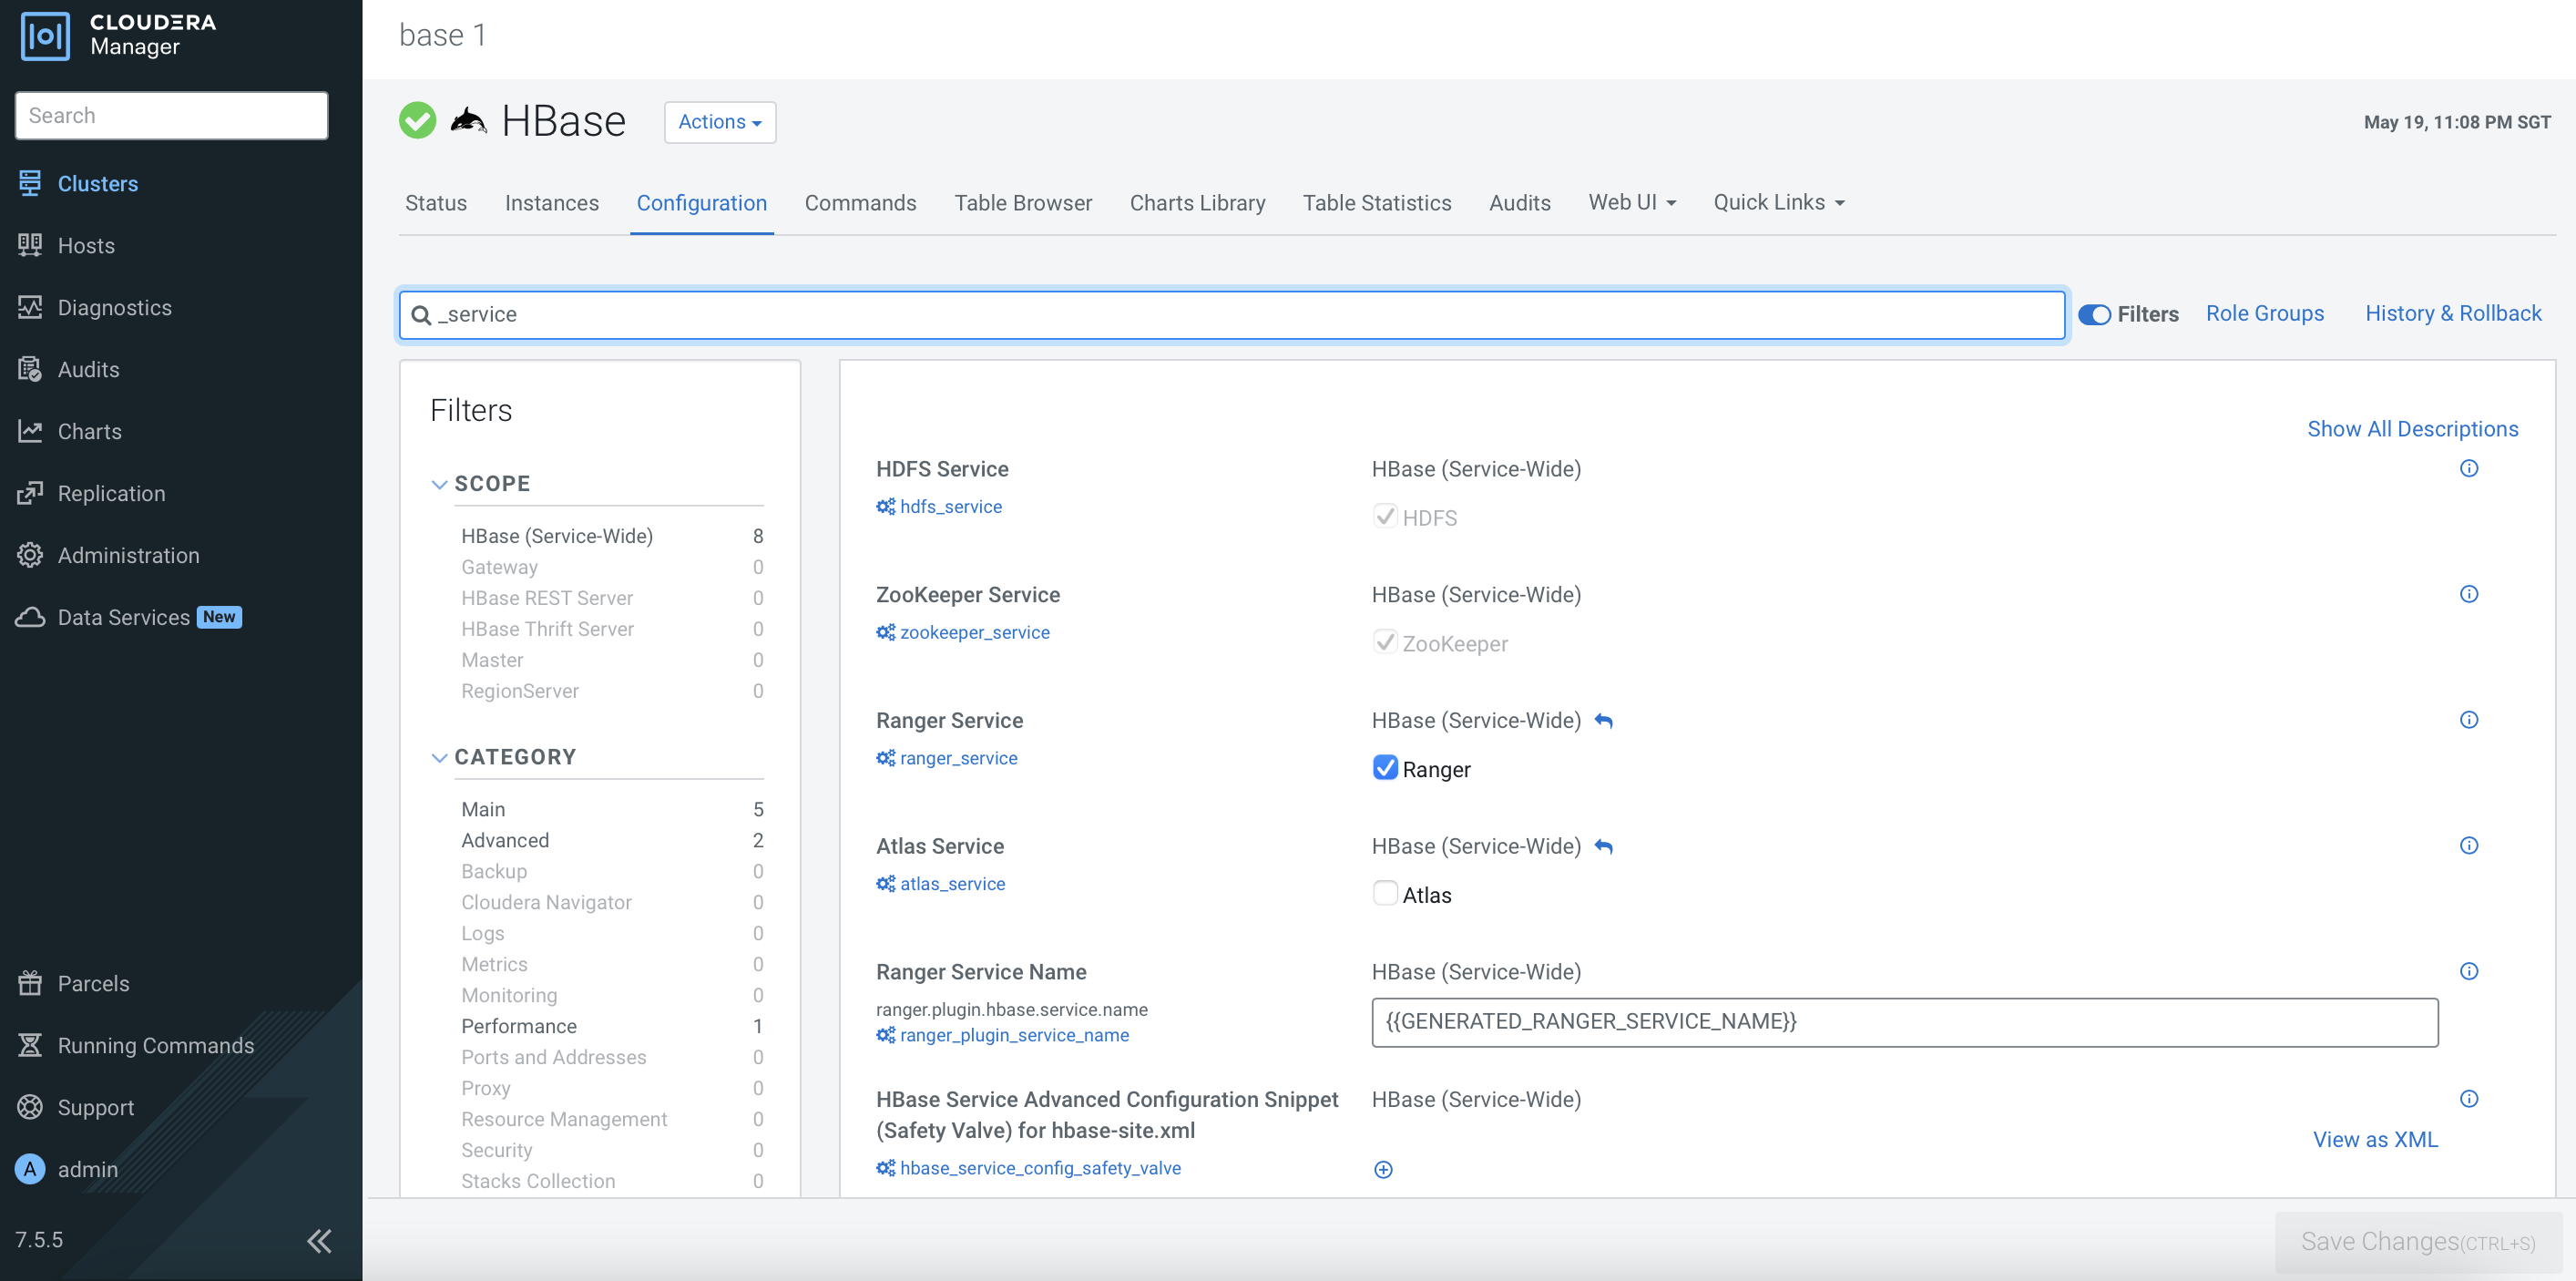 CLOUDERA
Manager
Search
Clusters
Hosts
Diagnostics
Audits
Charts
Replication
Administration
Data Services New
Parcels
Running Commands
Support
A admin
7.5.5
base 1
HBase Actions
May 19, 11:08 PM SGT
Status Instances Configuration Commands Table Browser Charts Library Table Statistics Audits Web UI Quick Links
_service
Filters Role Groups History & Rollback
Filters
SCOPE
HBase (Service-Wide) 8
Gateway 0
HBase REST Server 0
HBase Thrift Server 0
Master 0
RegionServer 0
CATEGORY
Main 5
Advanced 2
Backup 0
Cloudera Navigator 0
Logs 0
Metrics 0
Monitoring 0
Performance 1
Ports and Addresses 0
Proxy 0
Resource Management 0
Security 0
Stacks Collection 0
Show All Descriptions
HDFS Service HBase (Service-Wide)
hdfs_service HDFS
ZooKeeper Service HBase (Service-Wide)
zookeeper_service ZooKeeper
Ranger Service HBase (Service-Wide)
ranger_service Ranger
Atlas Service HBase (Service-Wide)
atlas_service Atlas
Ranger Service Name HBase (Service-Wide)
ranger.plugin.hbase.service.name
{{GENERATED_RANGER_SERVICE_NAME}}
ranger_plugin_service_name
HBase Service Advanced Configuration Snippet HBase (Service-Wide)
(Safety Valve) for hbase-site.xml
View as XML
hbase_service_config_safety_valve
Save Changes(CTRL+S)